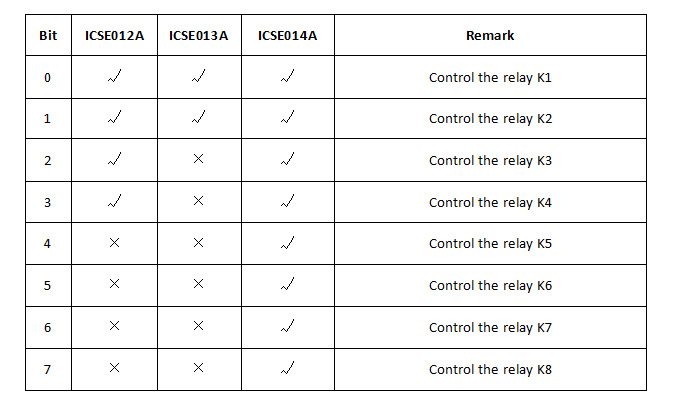 Bit ICSE012A ICSE013A ICSE014A Remark
0 ✓ ✓ ✓ Control the relay K1
1 ✓ ✓ ✓ Control the relay K2
2 ✓ × ✓ Control the relay K3
3 ✓ × ✓ Control the relay K4
4 × × ✓ Control the relay K5
5 × × ✓ Control the relay K6
6 × × ✓ Control the relay K7
7 × × ✓ Control the relay K8